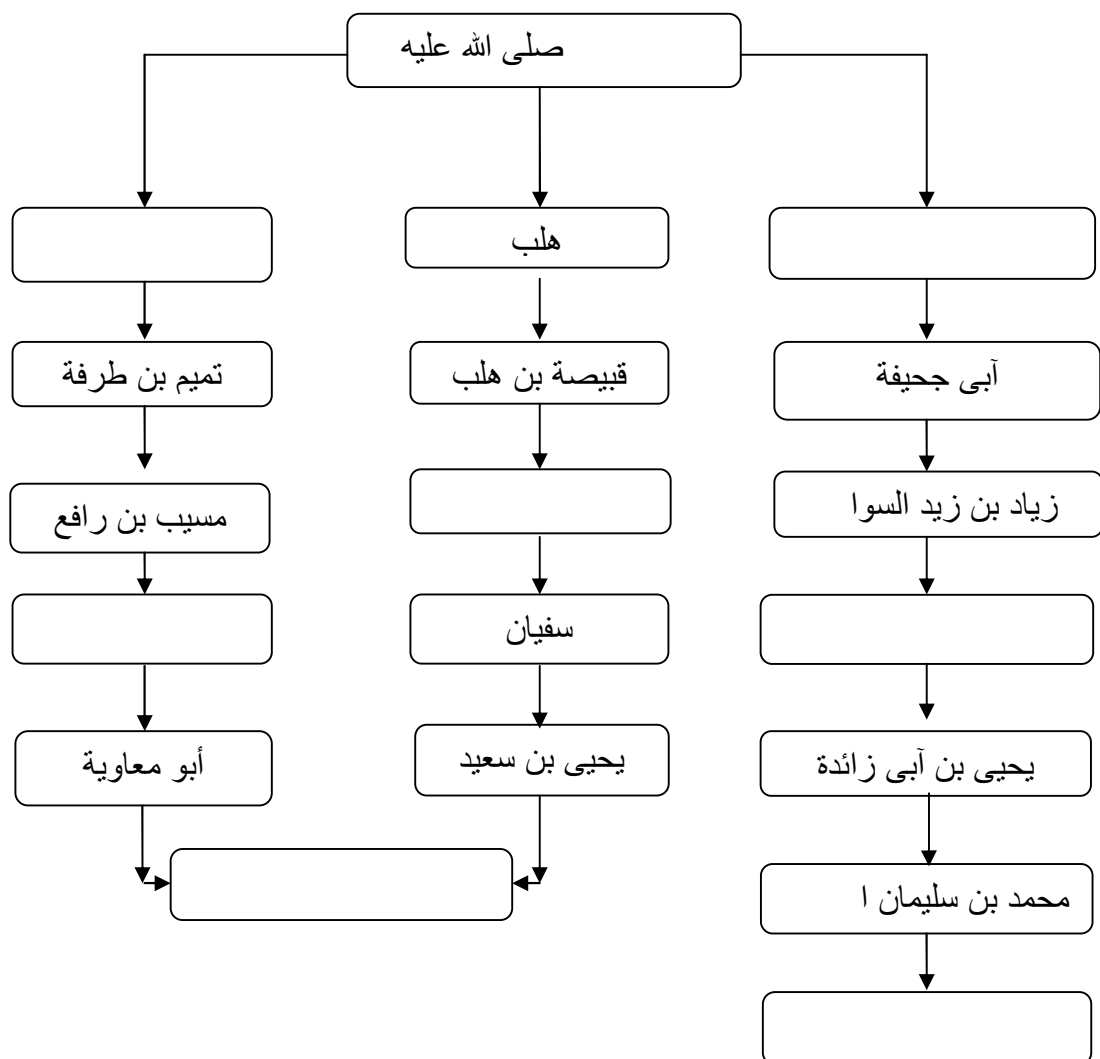 صلى الله عليه
هلب
تميم بن طرفة
قبيصة بن هلب
آبى جحيفة
مسيب بن رافع
زياد بن زيد السوا
سفيان
أبو معاوية
يحيى بن سعيد
يحيى بن آبى زائدة
محمد بن سليمان ا